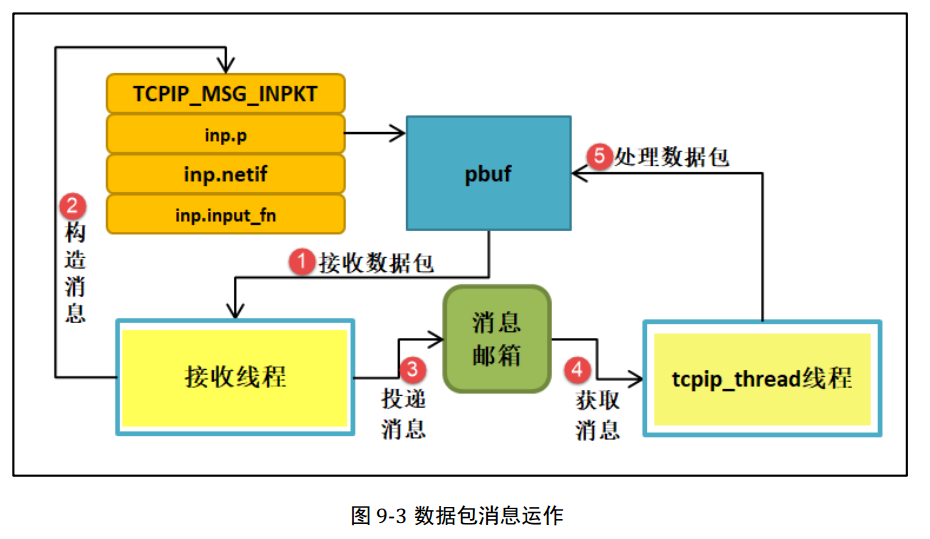 TCPIP_MSG_INPKT
inp.p
inp.netif
inp.input_fn
pbuf
5 处理数据包
2 构造消息
1 接收数据包
接收线程
3 投递
消息
消息
邮箱
4 获取
消息
tcpip_thread线程
图 9-3 数据包消息运作